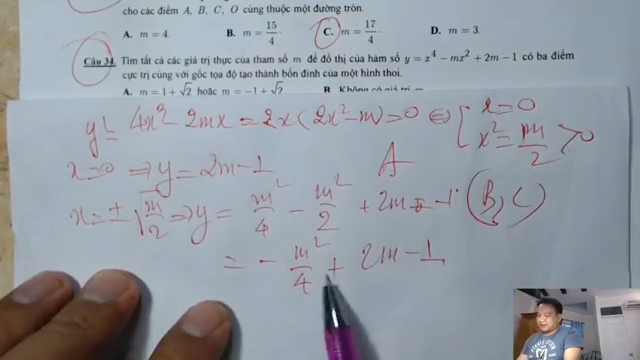 cho các điểm A, B, C, O cùng thuộc một đường tròn.
A. m = 4. B. m = 15/4. C. m = 17/4. D. m = 3.
Câu 34. Tìm tất cả các giá trị thực của tham số m để đồ thị của hàm số y = x⁴ − mx² + 2m − 1 có ba điểm
cực trị cùng với gốc tọa độ tạo thành bốn đỉnh của một hình thoi.
A. m = 1 + √2 hoặc m = −1 + √2 B. Không có giá trị
y' = 4x³ − 2mx = 2x(2x² − m) = 0 ⇔ [ x = 0
x² = m/2 > 0
x = 0 ⇒ y = 2m − 1 A
x = ± √(m/2) ⇒ y = m²/4 − m²/2 + 2m − 1 (B, C)
= − m²/4 + 2m − 1